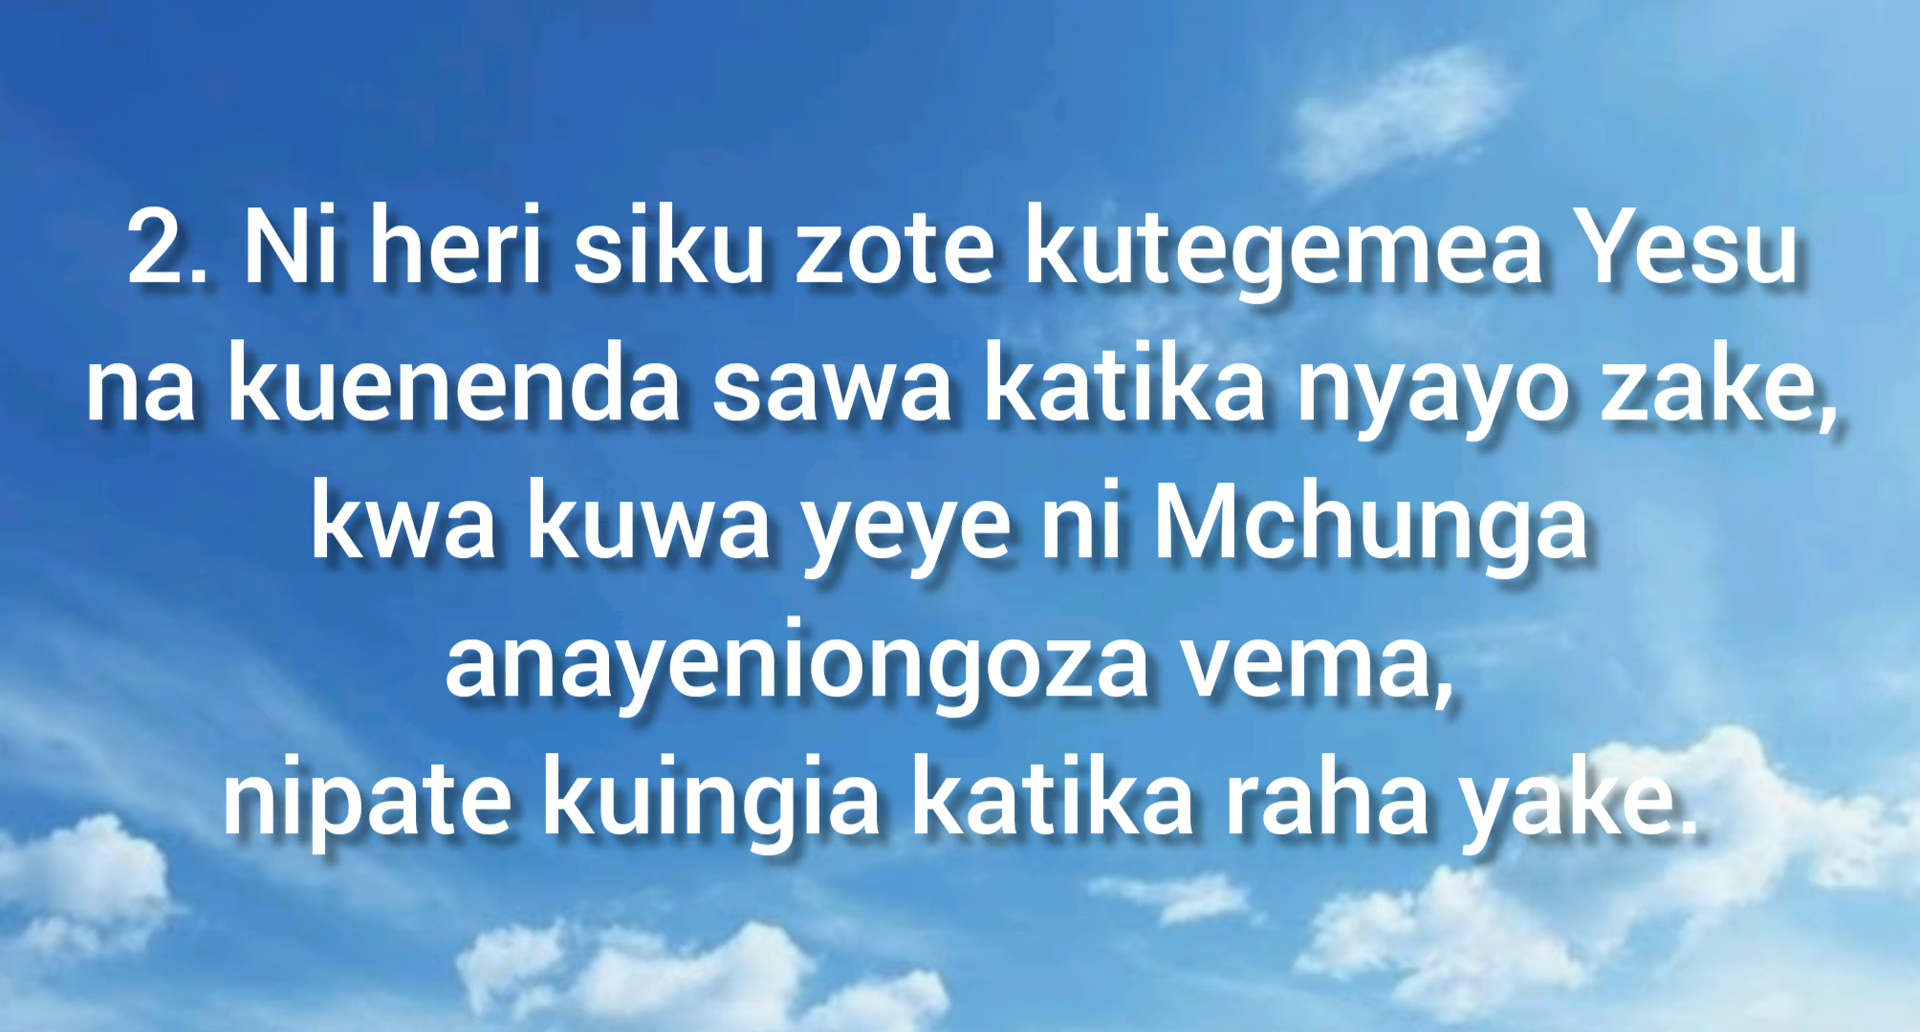 2. Ni heri siku zote kutegemea Yesu
na kuenenda sawa katika nyayo zake,
kwa kuwa yeye ni Mchunga
anayeniongoza vema,
nipate kuingia katika raha yake.